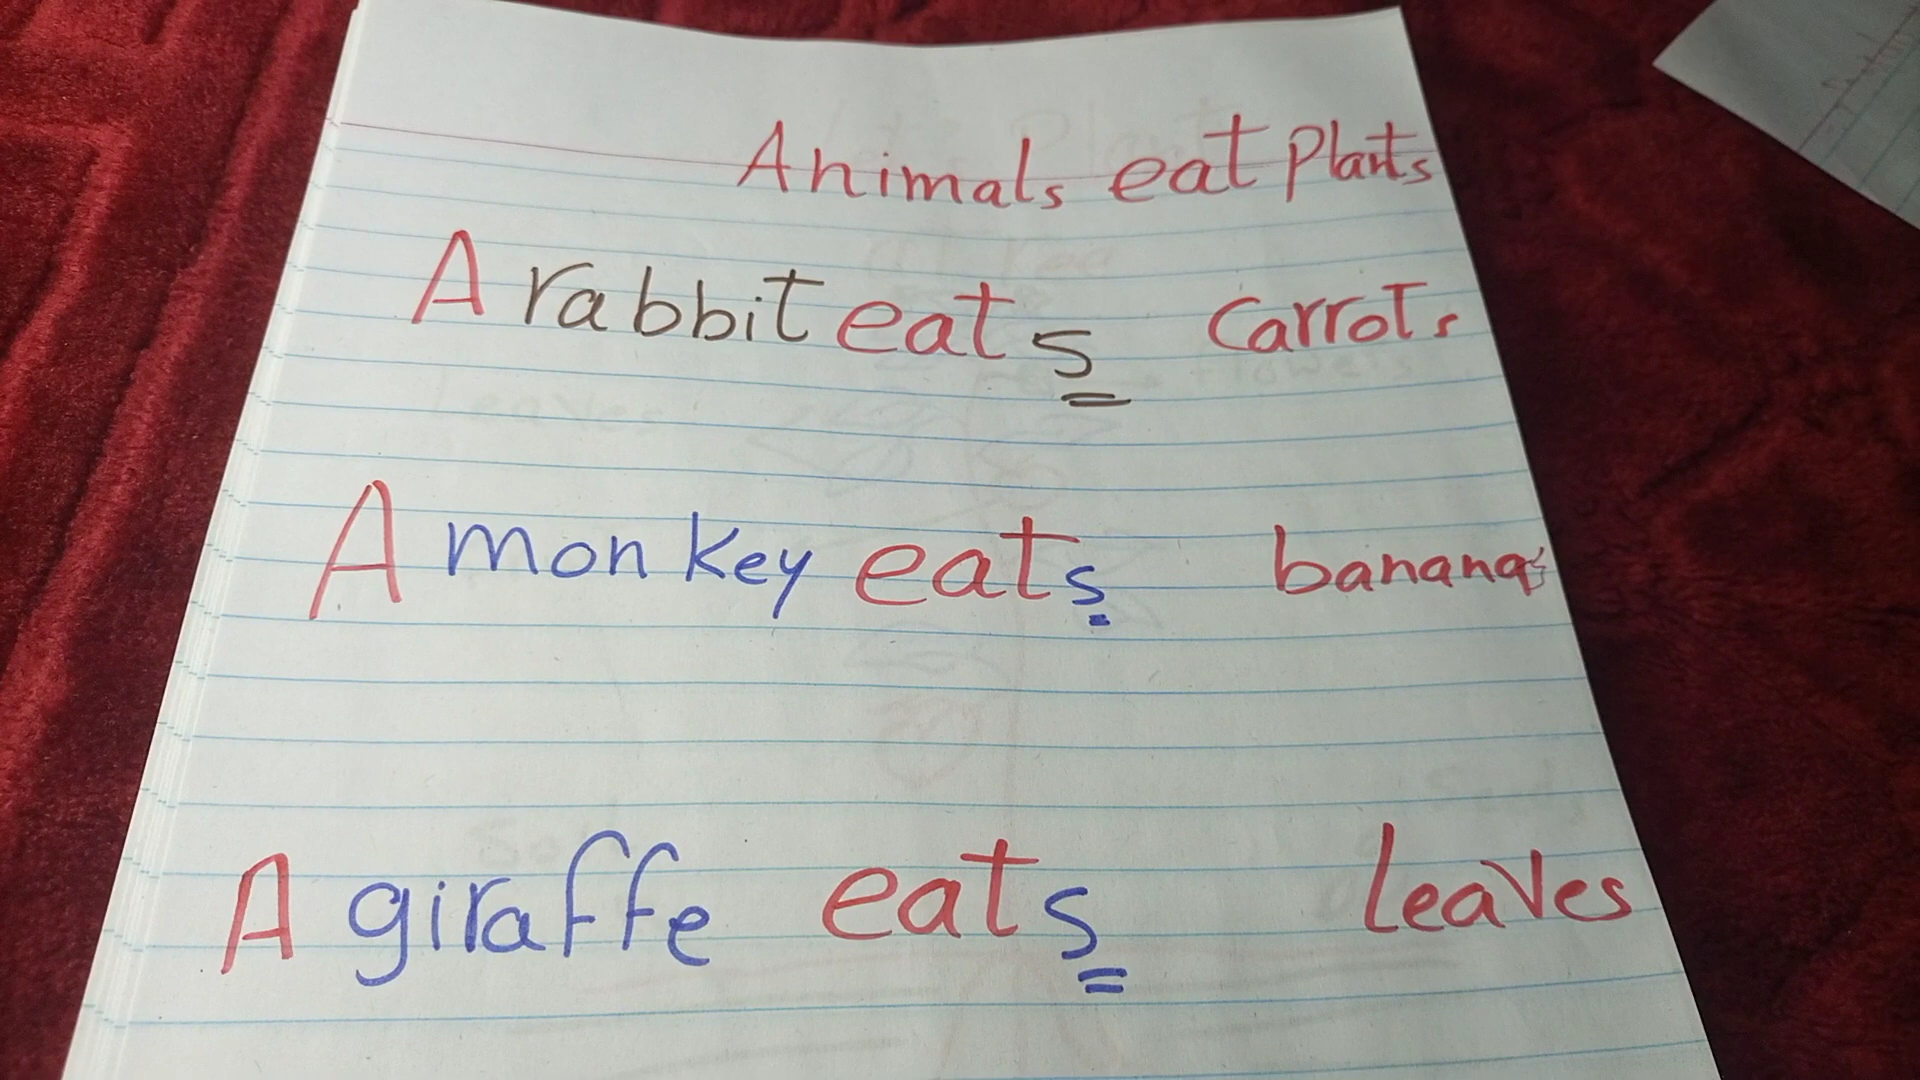 Animals eat Plants
A rabbit eats carrots
A monkey eats bananas
A giraffe eats leaves